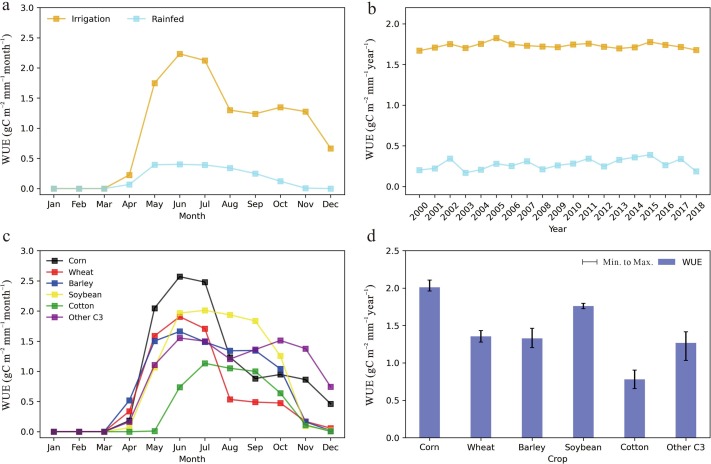 a
3.0
Irrigation Rainfed
2.5
2.0
1.5
1.0
0.5
0.0
WUE (gC m⁻² mm⁻¹ month⁻¹)
Jan Feb Mar Apr May Jun Jul Aug Sep Oct Nov Dec
Month
b
2.0
1.5
1.0
0.5
0.0
WUE (gC m⁻² mm⁻¹ year⁻¹)
2000 2001 2002 2003 2004 2005 2006 2007 2008 2009 2010 2011 2012 2013 2014 2015 2016 2017 2018
Year
c
3.0
2.5
2.0
1.5
1.0
0.5
0.0
Corn
Wheat
Barley
Soybean
Cotton
Other C3
WUE (gC m⁻² mm⁻¹ month⁻¹)
Jan Feb Mar Apr May Jun Jul Aug Sep Oct Nov Dec
Month
d
2.5
Min. to Max. WUE
2.0
1.5
1.0
0.5
0.0
WUE (gC m⁻² mm⁻¹ year⁻¹)
Corn Wheat Barley Soybean Cotton Other C3
Crop